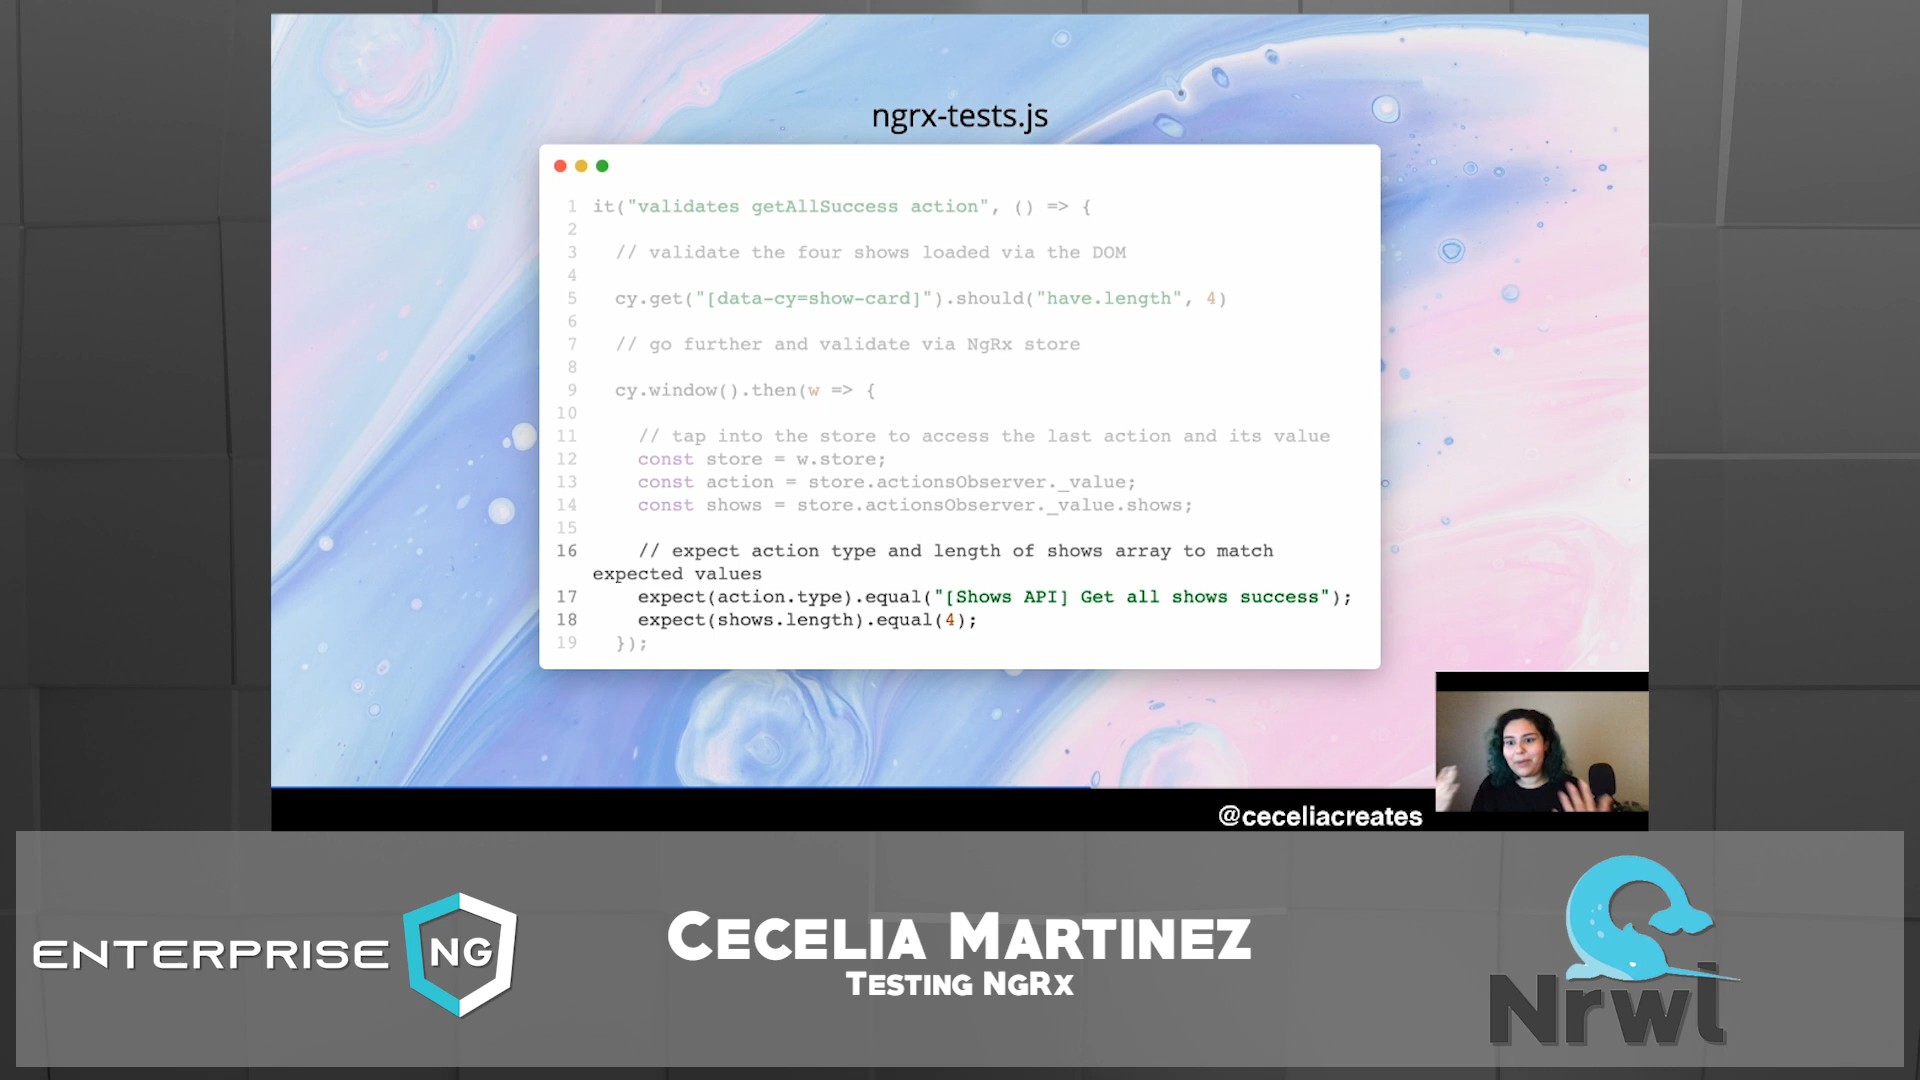 ngrx-tests.js
1 it("validates getAllSuccess action", () => {
2
3 // validate the four shows loaded via the DOM
4
5 cy.get("[data-cy=show-card]").should("have.length", 4)
6
7 // go further and validate via NgRx store
8
9 cy.window().then(w => {
10
11 // tap into the store to access the last action and its value
12 const store = w.store;
13 const action = store.actionsObserver._value;
14 const shows = store.actionsObserver._value.shows;
15
16 // expect action type and length of shows array to match
expected values
17 expect(action.type).equal("[Shows API] Get all shows success");
18 expect(shows.length).equal(4);
19 });
@ceceliacreates
ENTERPRISE NG
CECELIA MARTINEZ
TESTING NGRX
Nrwl